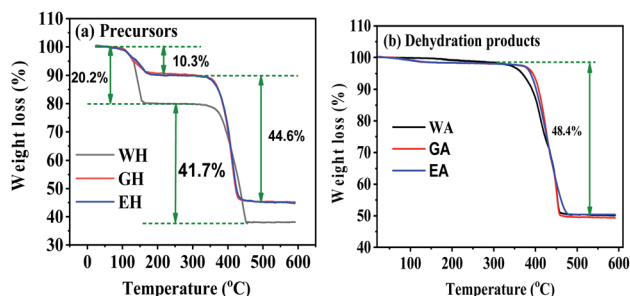 (a) Precursors
Weight loss (%)
100
90
80
70
60
50
40
30
20.2%
10.3%
41.7%
44.6%
WH
GH
EH
0
100
200
300
400
500
600
Temperature (°C)
(b) Dehydration products
Weight loss (%)
110
100
90
80
70
60
50
40
WA
GA
EA
48.4%
100
200
300
400
500
600
Temperature (°C)